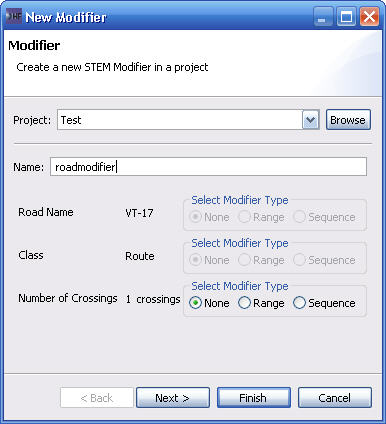 New Modifier
Modifier
Create a new STEM Modifier in a project
Project: Test Browse
Name: roadmodifier
Select Modifier Type
Road Name VT-17 None Range Sequence
Select Modifier Type
Class Route None Range Sequence
Select Modifier Type
Number of Crossings 1 crossings None Range Sequence
< Back Next > Finish Cancel